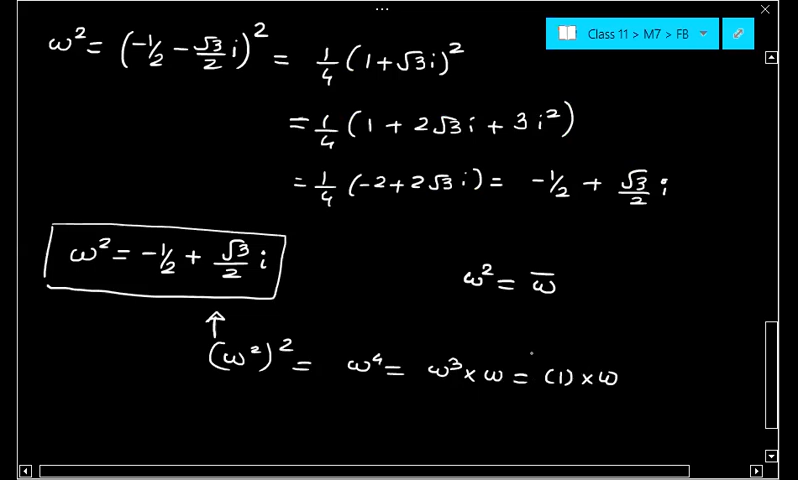 Class 11 > M7 > FB
ω² = (-1/2 - √3/2 i)² = 1/4 (1 + √3 i)²
= 1/4 (1 + 2√3 i + 3 i²)
= 1/4 (-2 + 2√3 i) = -1/2 + √3/2 i
ω² = -1/2 + √3/2 i
ω² = ω̅
(ω²)² = ω⁴ = ω³ × ω = (1) × ω